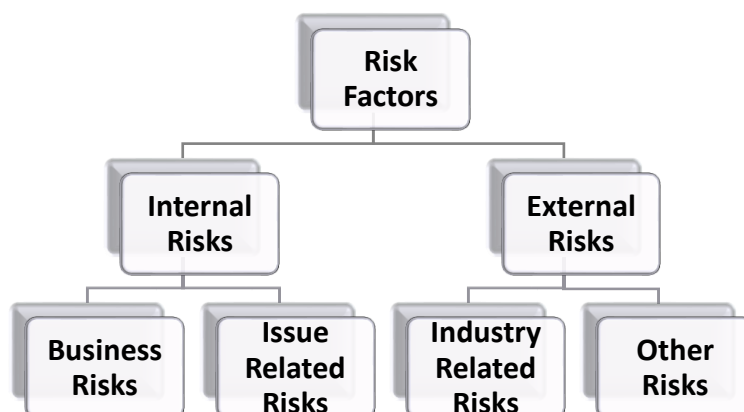 Risk
Factors
Internal
Risks
External
Risks
Business
Risks
Issue
Related
Risks
Industry
Related
Risks
Other
Risks